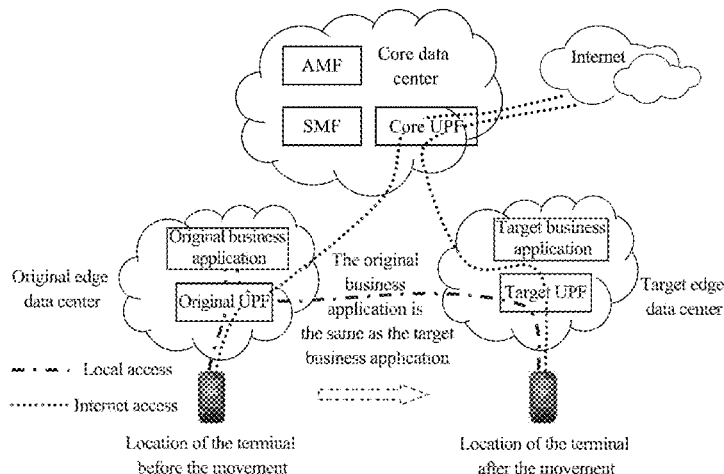 AMF
Core data
center
Internet
SMF
Core UPF
Original business
application
Target business
application
The original
business
application is
the same as the target
business application
Original edge
data center
Original UPF
Target UPF
Target edge
data center
Local access
Internet access
Location of the terminal
before the movement
Location of the terminal
after the movement